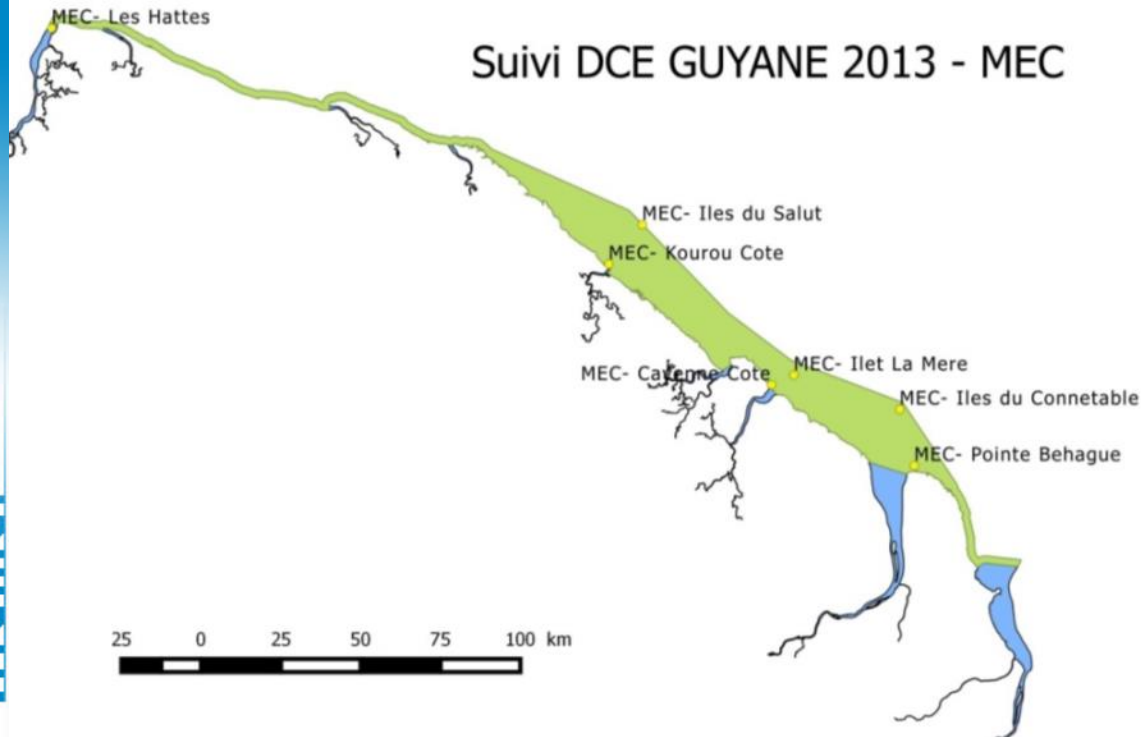 MEC- Les Hattes
Suivi DCE GUYANE 2013 - MEC
MEC- Iles du Salut
MEC- Kourou Cote
MEC- Ilet La Mere
MEC- Cayenne Cote
MEC- Iles du Connetable
MEC- Pointe Behague
25 0 25 50 75 100 km